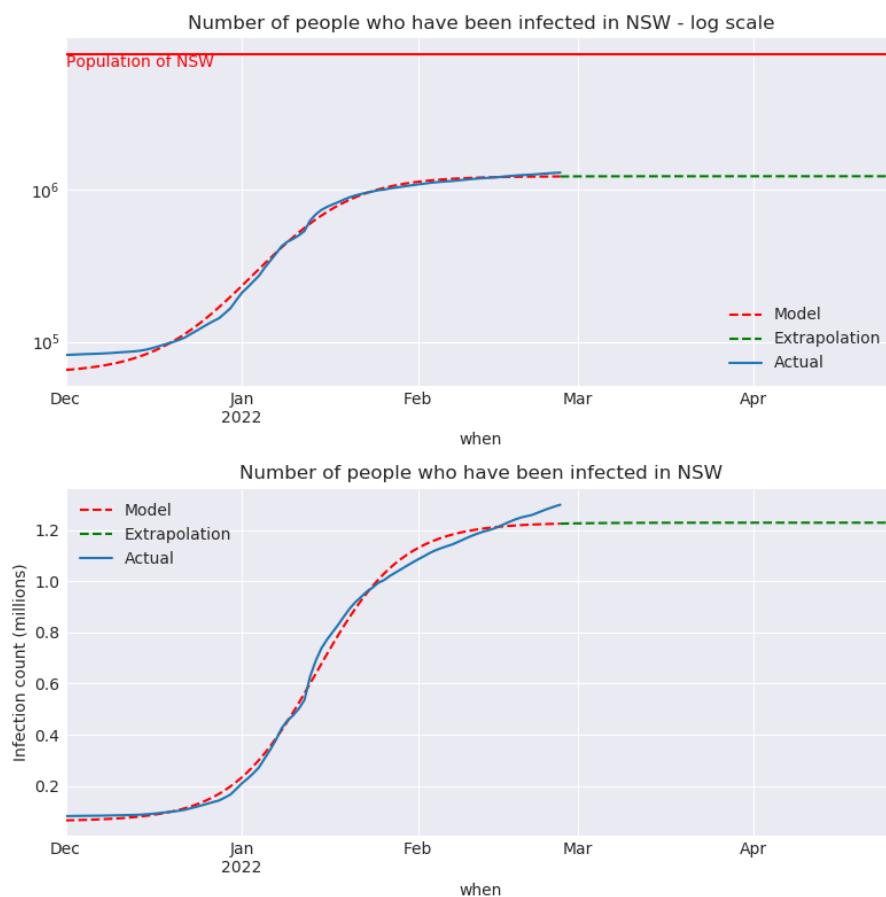 Number of people who have been infected in NSW - log scale
Population of NSW
10⁶
10⁵
Model
Extrapolation
Actual
Dec Jan Feb Mar Apr
2022
when
Number of people who have been infected in NSW
Model
Extrapolation
Actual
Infection count (millions)
1.2
1.0
0.8
0.6
0.4
0.2
Dec Jan Feb Mar Apr
2022
when